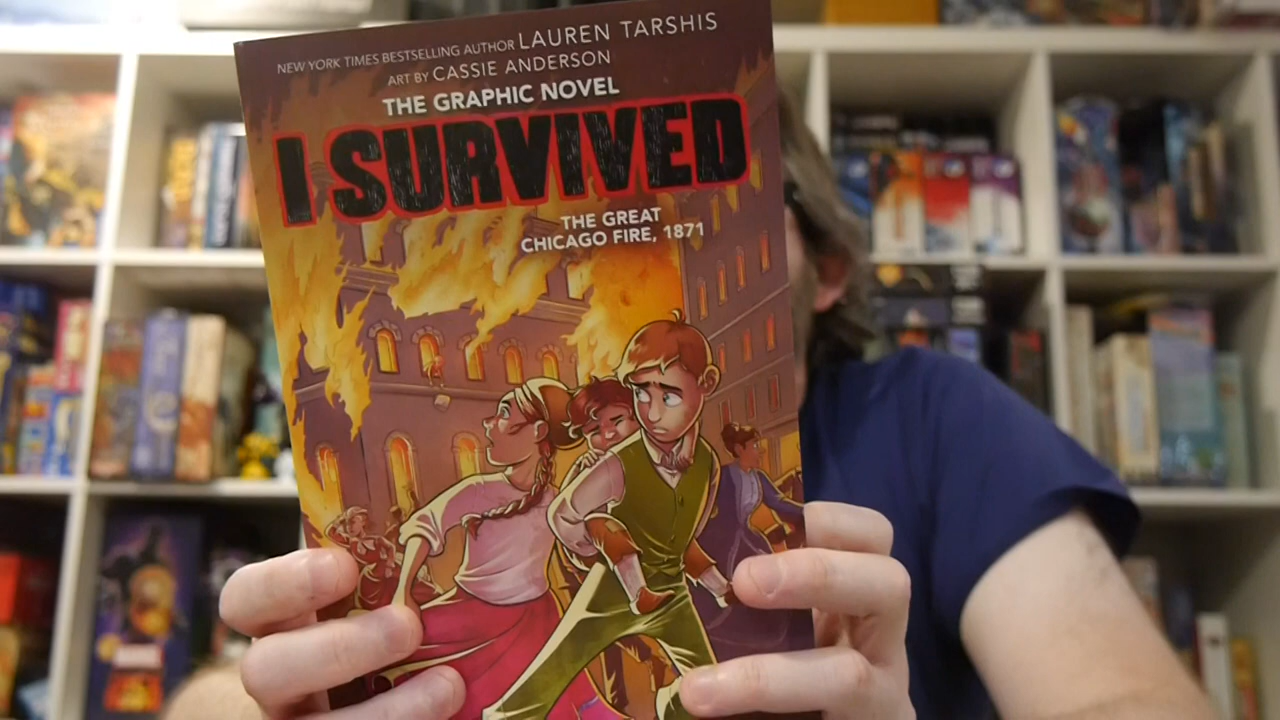 NEW YORK TIMES BESTSELLING AUTHOR LAUREN TARSHIS
ART BY CASSIE ANDERSON
THE GRAPHIC NOVEL
I SURVIVED
THE GREAT
CHICAGO FIRE, 1871